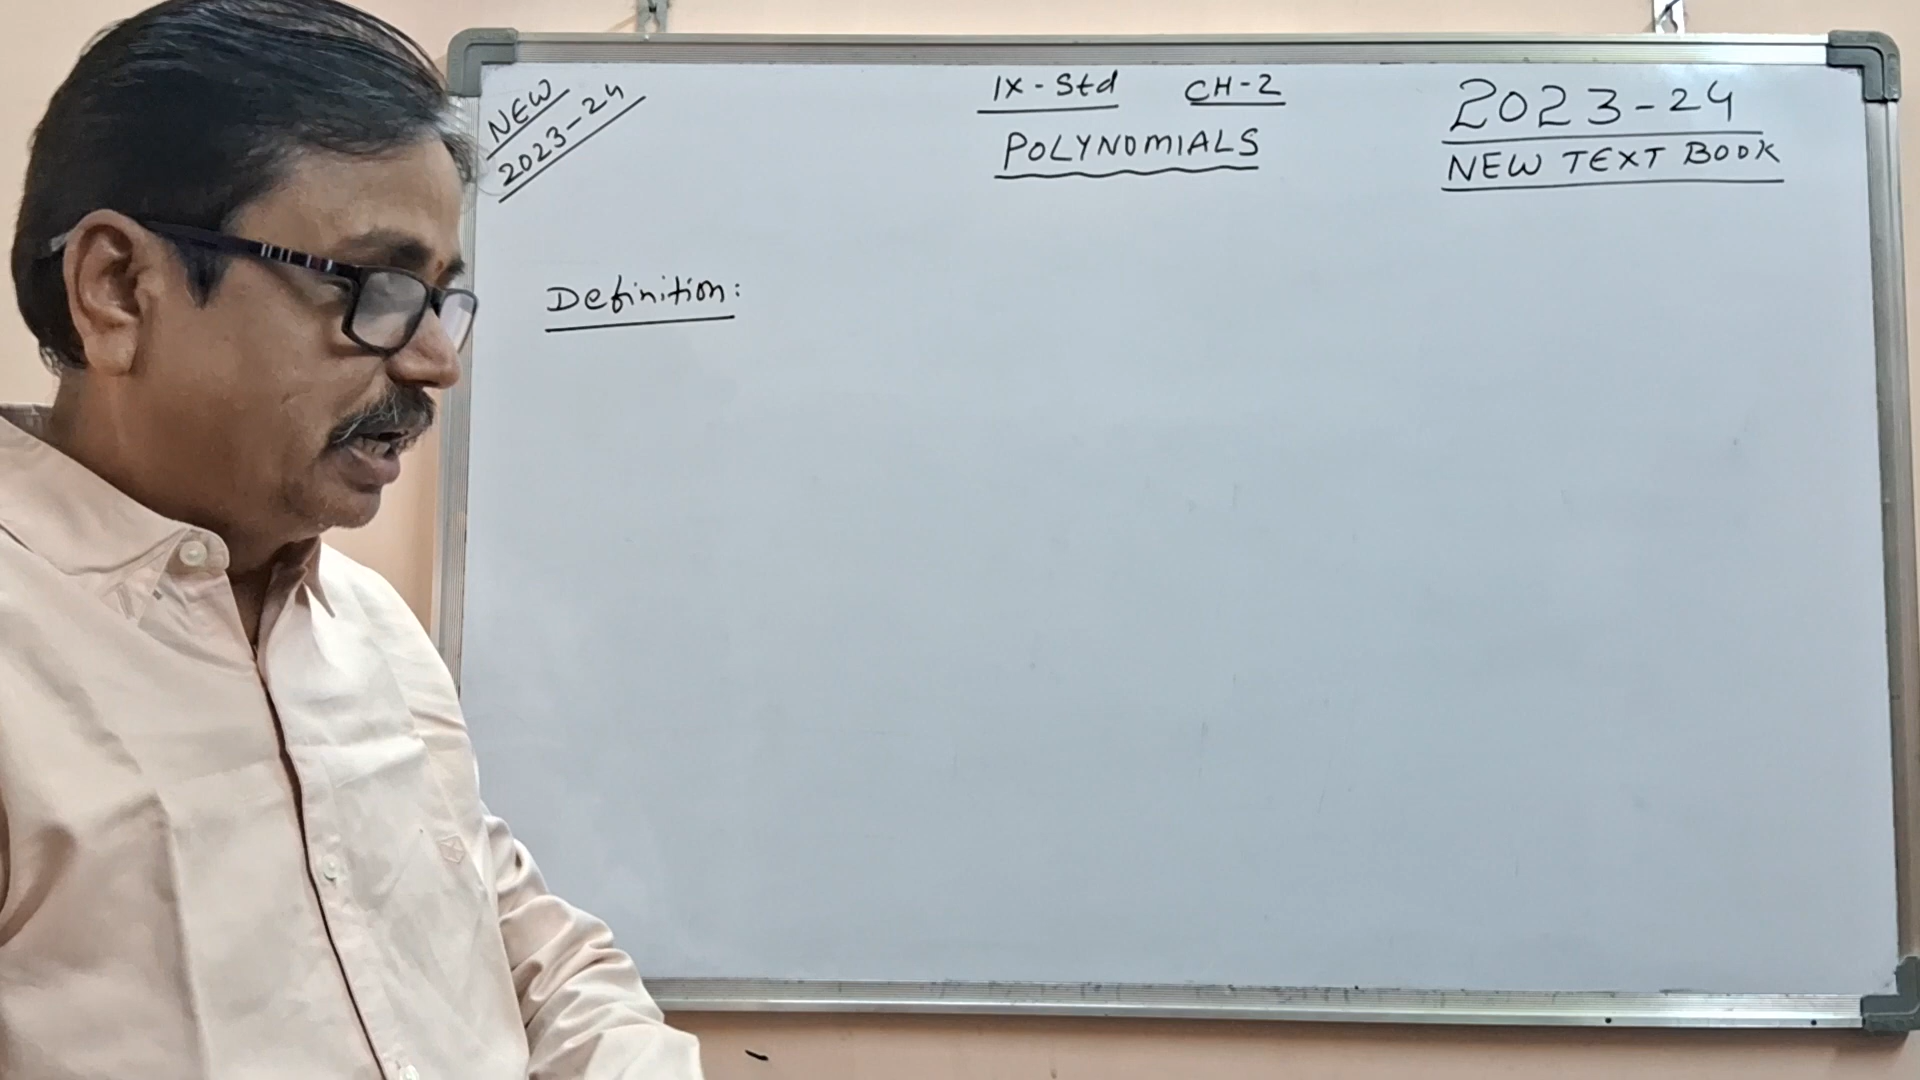 NEW
2023-24
IX - Std CH-2
POLYNOMIALS
2023-24
NEW TEXT BOOK
Definition: